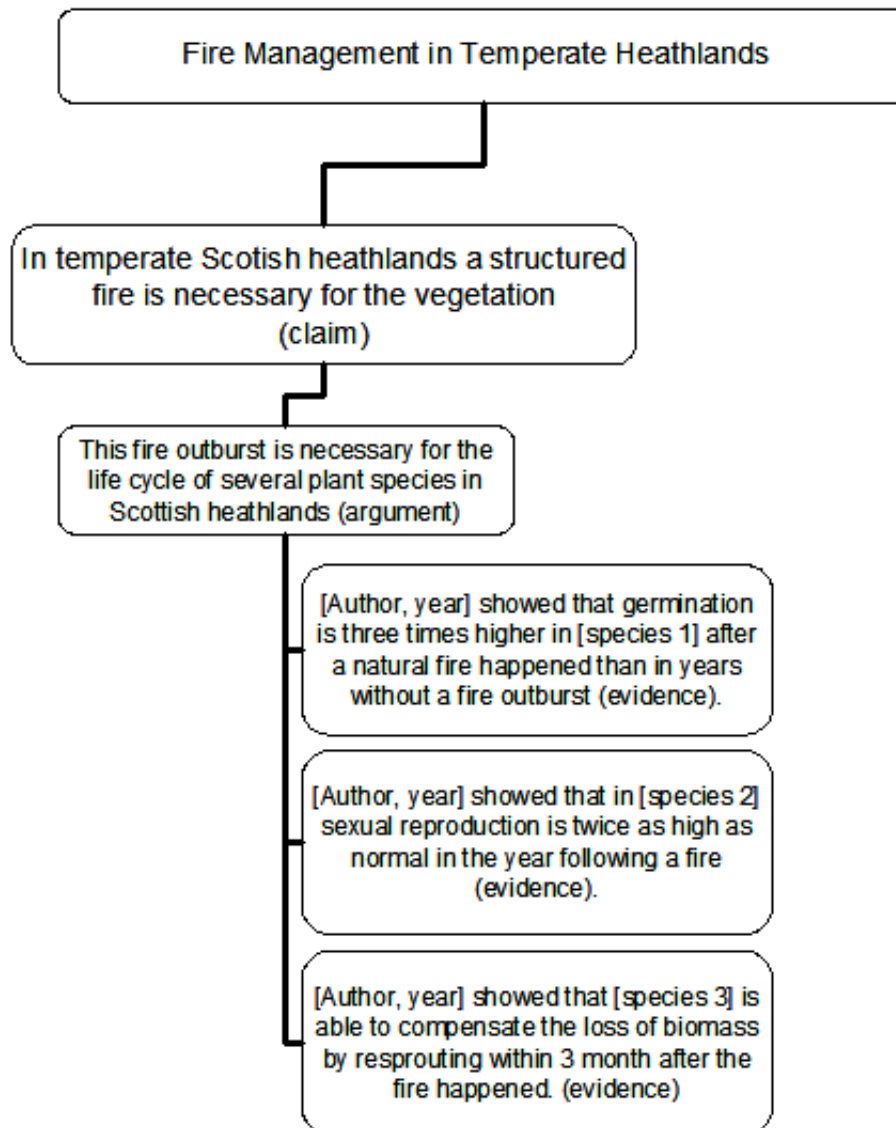 Fire Management in Temperate Heathlands
In temperate Scotish heathlands a structured
fire is necessary for the vegetation
(claim)
This fire outburst is necessary for the
life cycle of several plant species in
Scottish heathlands (argument)
[Author, year] showed that germination
is three times higher in [species 1] after
a natural fire happened than in years
without a fire outburst (evidence).
[Author, year] showed that in [species 2]
sexual reproduction is twice as high as
normal in the year following a fire
(evidence).
[Author, year] showed that [species 3] is
able to compensate the loss of biomass
by resprouting within 3 month after the
fire happened. (evidence)